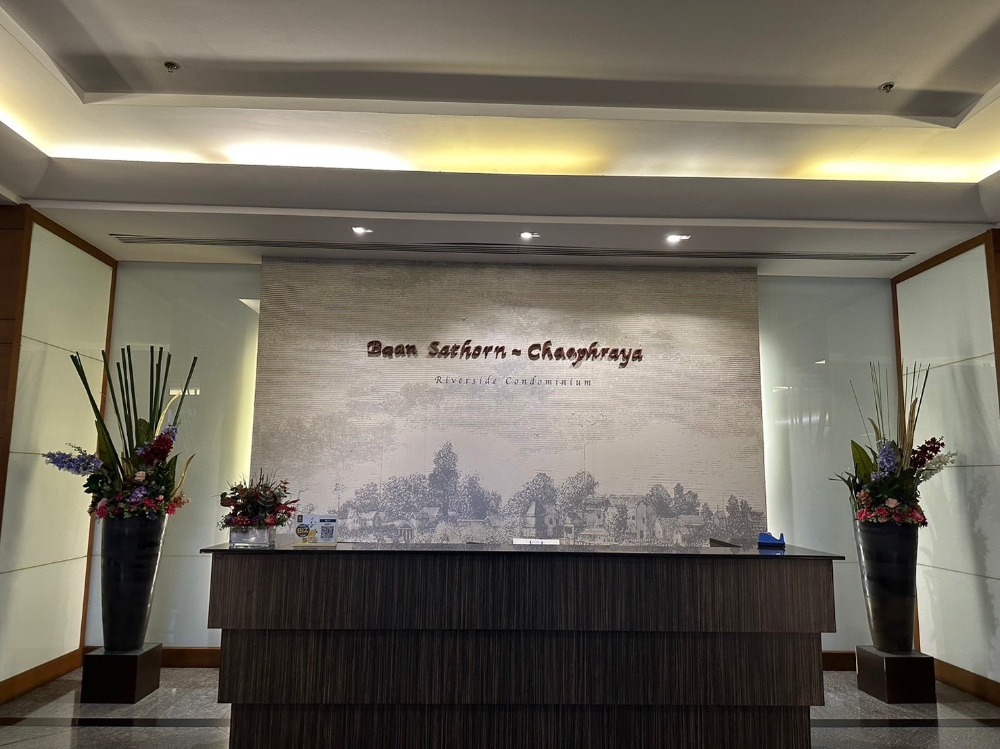 Baan Sathorn ~ Chaophraya
Riverside Condominium